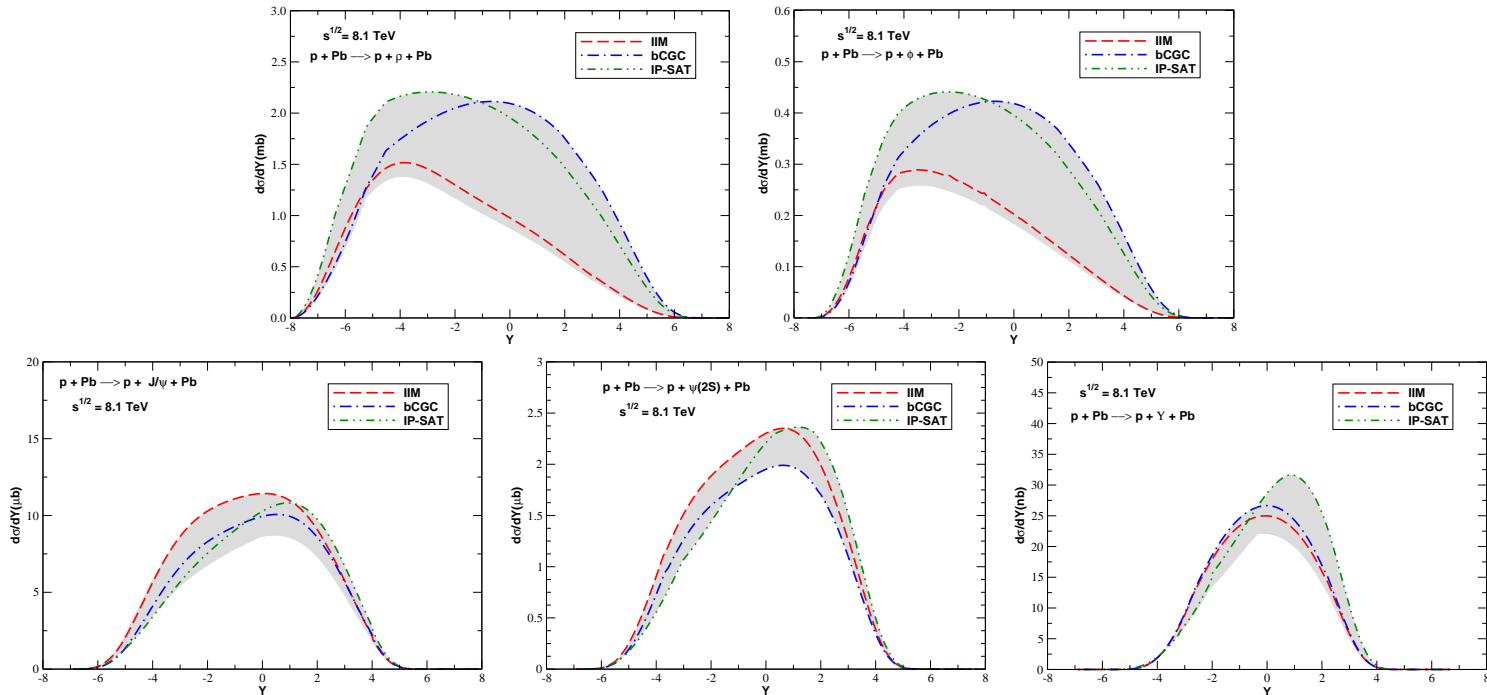 s^1/2 = 8.1 TeV
p + Pb —> p + ρ + Pb
IIM
bCGC
IP-SAT
dσ/dY(mb)
3.0
2.5
2.0
1.5
1.0
0.5
0.0
-8 -6 -4 -2 0 2 4 6 8
Y
s^1/2 = 8.1 TeV
p + Pb —> p + ϕ + Pb
IIM
bCGC
IP-SAT
dσ/dY(mb)
0.6
0.5
0.4
0.3
0.2
0.1
0.0
-8 -6 -4 -2 0 2 4 6 8
Y
p + Pb —> p + J/ψ + Pb
s^1/2 = 8.1 TeV
IIM
bCGC
IP-SAT
dσ/dY(μb)
20
15
10
5
0
-8 -6 -4 -2 0 2 4 6 8
Y
p + Pb —> p + ψ(2S) + Pb
s^1/2 = 8.1 TeV
IIM
bCGC
IP-SAT
dσ/dY(μb)
3
2.5
2
1.5
1
0.5
0
-8 -6 -4 -2 0 2 4 6 8
Y
s^1/2 = 8.1 TeV
p + Pb —> p + ϒ + Pb
IIM
bCGC
IP-SAT
dσ/dY(mb)
50
45
40
35
30
25
20
15
10
5
0
-8 -6 -4 -2 0 2 4 6 8
Y